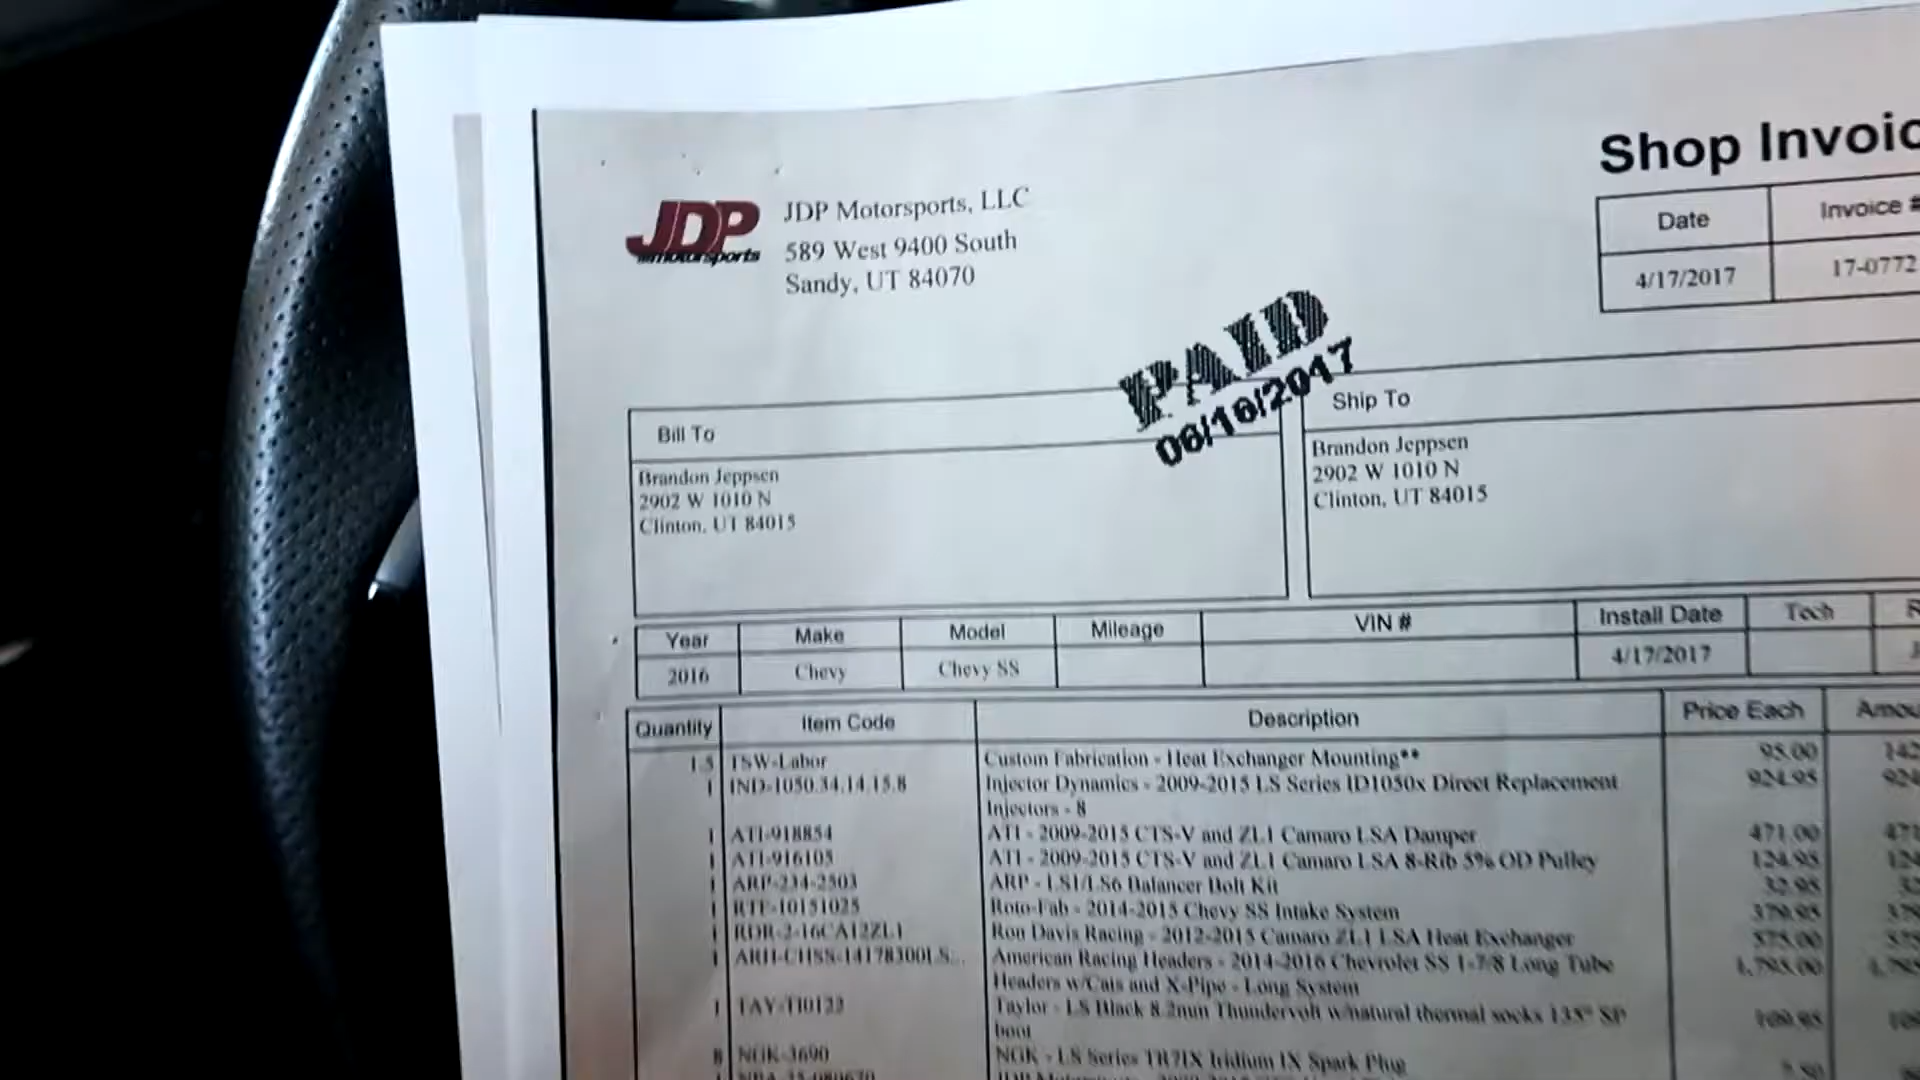 Shop Invoic
JDP
motorsports
JDP Motorsports, LLC
589 West 9400 South
Sandy, UT 84070
Date Invoice #
4/17/2017 17-0772
PAID
06/16/2017
Bill To
Brandon Jeppsen
2902 W 1010 N
Clinton, UT 84015
Ship To
Brandon Jeppsen
2902 W 1010 N
Clinton, UT 84015
Year Make Model Mileage VIN # Install Date Tech
2016 Chevy Chevy SS 4/17/2017
Quantity Item Code Description Price Each Amou
1.5 TSW-Labor Custom Fabrication - Heat Exchanger Mounting** 95.00 142
1 IND-1050.34.14.15.8 Injector Dynamics - 2009-2015 LS Series ID1050x Direct Replacement 924.95 924
Injectors - 8
1 ATI-918854 ATI - 2009-2015 CTS-V and ZL1 Camaro LSA Damper 471.00 471
1 ATI-916105 ATI - 2009-2015 CTS-V and ZL1 Camaro LSA 8-Rib 5% OD Pulley 124.95 124
1 ARP-234-2503 ARP - LS1/LS6 Balancer Bolt Kit 32.95 32
1 RTF-10151025 Roto-Fab - 2014-2015 Chevy SS Intake System 379.95 379
1 RDR-2-16CA12ZL1 Ron Davis Racing - 2012-2015 Camaro ZL1 LSA Heat Exchanger 575.00 575
1 ARH-CHSS-14178300LS... American Racing Headers - 2014-2016 Chevrolet SS 1-7/8 Long Tube 1,795.00 1,795
Headers w/Cats and X-Pipe - Long System
1 TAY-TI0122 Taylor - LS Black 8.2mm Thundervolt w/natural thermal socks 135° SP 109.95 109
boot
8 NGK-3690 NGK - LS Series TR7IX Iridium IX Spark Plug